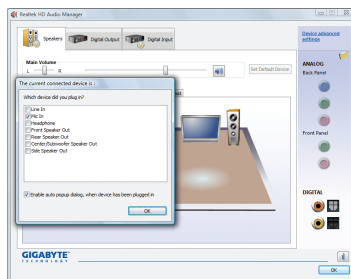 Realtek HD Audio Manager
Speakers
Digital Output
Digital Input
Device advanced
settings
Main Volume
L
R
Set Default Device
ANALOG
Back Panel
The current connected device is :
Which device did you plug in?
Line In
Mic In
Headphone
Front Speaker Out
Rear Speaker Out
Center/Subwoofer Speaker Out
Side Speaker Out
Front Panel
Enable auto popup dialog, when device has been plugged in
OK
DIGITAL
GIGABYTE
TECHNOLOGY
OK